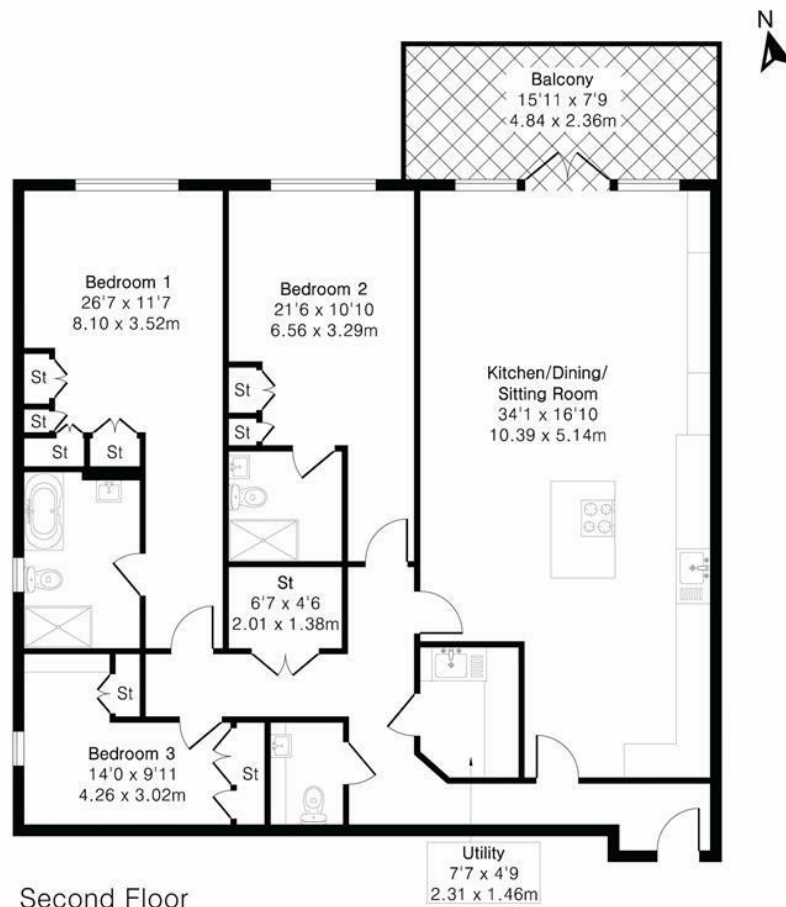 N
Balcony
15'11 x 7'9
4.84 x 2.36m
Bedroom 1
26'7 x 11'7
8.10 x 3.52m
Bedroom 2
21'6 x 10'10
6.56 x 3.29m
Kitchen/Dining/
Sitting Room
34'1 x 16'10
10.39 x 5.14m
St
St
St
St
St
St
St
6'7 x 4'6
2.01 x 1.38m
St
Bedroom 3
14'0 x 9'11
4.26 x 3.02m
St
Utility
7'7 x 4'9
2.31 x 1.46m
Second Floor